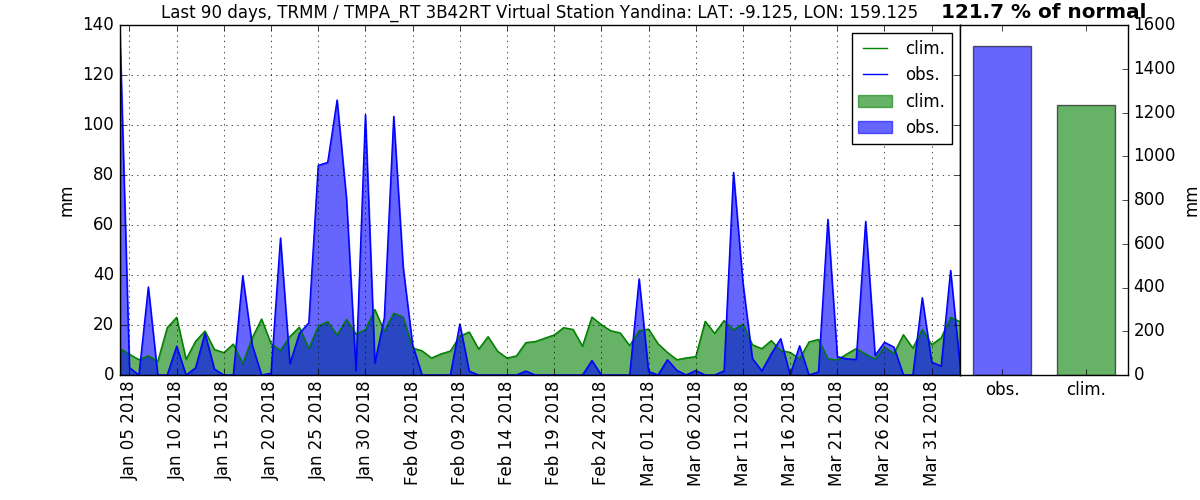 Last 90 days, TRMM / TMPA_RT 3B42RT Virtual Station Yandina: LAT: -9.125, LON: 159.125
121.7 % of normal
140
120
100
80
60
40
20
0
mm
clim.
obs.
clim.
obs.
1600
1400
1200
1000
800
600
400
200
0
mm
Jan 05 2018
Jan 10 2018
Jan 15 2018
Jan 20 2018
Jan 25 2018
Jan 30 2018
Feb 04 2018
Feb 09 2018
Feb 14 2018
Feb 19 2018
Feb 24 2018
Mar 01 2018
Mar 06 2018
Mar 11 2018
Mar 16 2018
Mar 21 2018
Mar 26 2018
Mar 31 2018
obs.
clim.